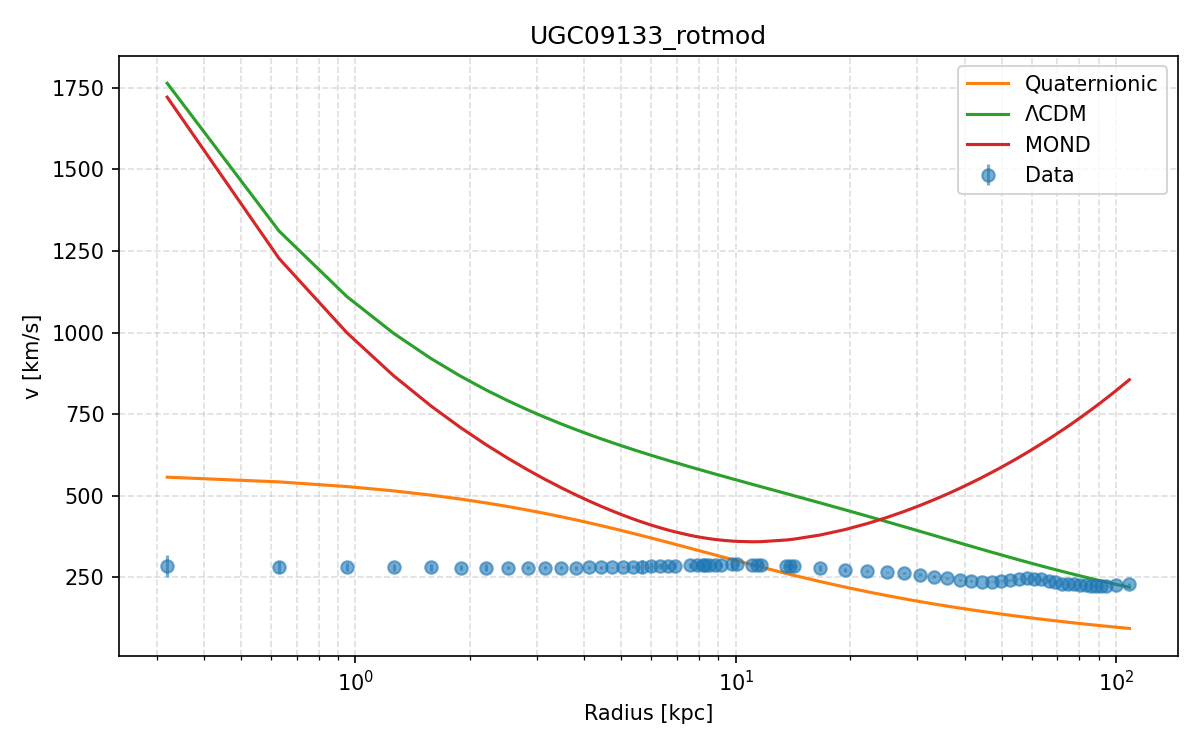 UGC09133_rotmod
Quaternionic
ΛCDM
MOND
Data
v [km/s]
1750
1500
1250
1000
750
500
250
10⁰
10¹
10²
Radius [kpc]